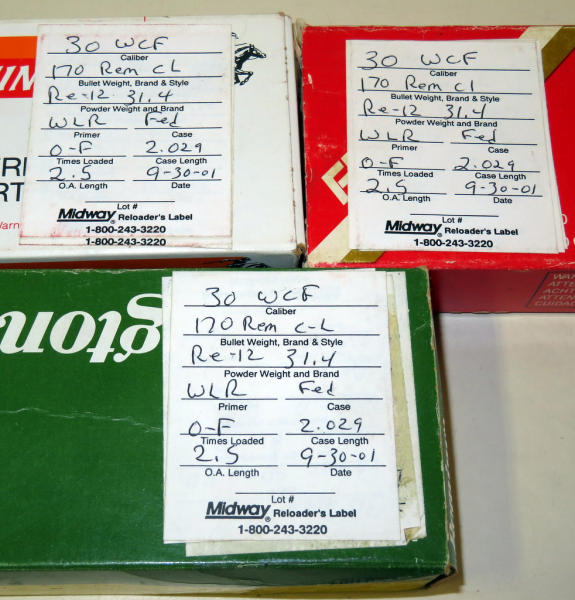 30 WCF
Caliber
170 Rem CL
Bullet Weight, Brand & Style
Re-12 31.4
Powder Weight and Brand
WLR Fed
Primer Case
0-F 2.029
Times Loaded Case Length
2.5 9-30-01
O.A. Length Date
Lot #
Midway® Reloader's Label
1-800-243-3220
1-800-243-3220
30 WCF
Caliber
170 Rem Cl
Bullet Weight, Brand & Style
Re-12 31.4
Powder Weight and Brand
WLR Fed
Primer Case
0-F 2.029
Times Loaded Case Length
2.5 9-30-01
O.A. Length Date
Lot #
Midway® Reloader's Label
1-800-243-3220
ACHT
CUIDA
gton
30 WCF
Caliber
170 Rem C-L
Bullet Weight, Brand & Style
Re-12 31.4
Powder Weight and Brand
WLR Fed
Primer Case
0-F 2.029
Times Loaded Case Length
2.5 9-30-01
O.A. Length Date
Lot #
Midway® Reloader's Label
1-800-243-3220